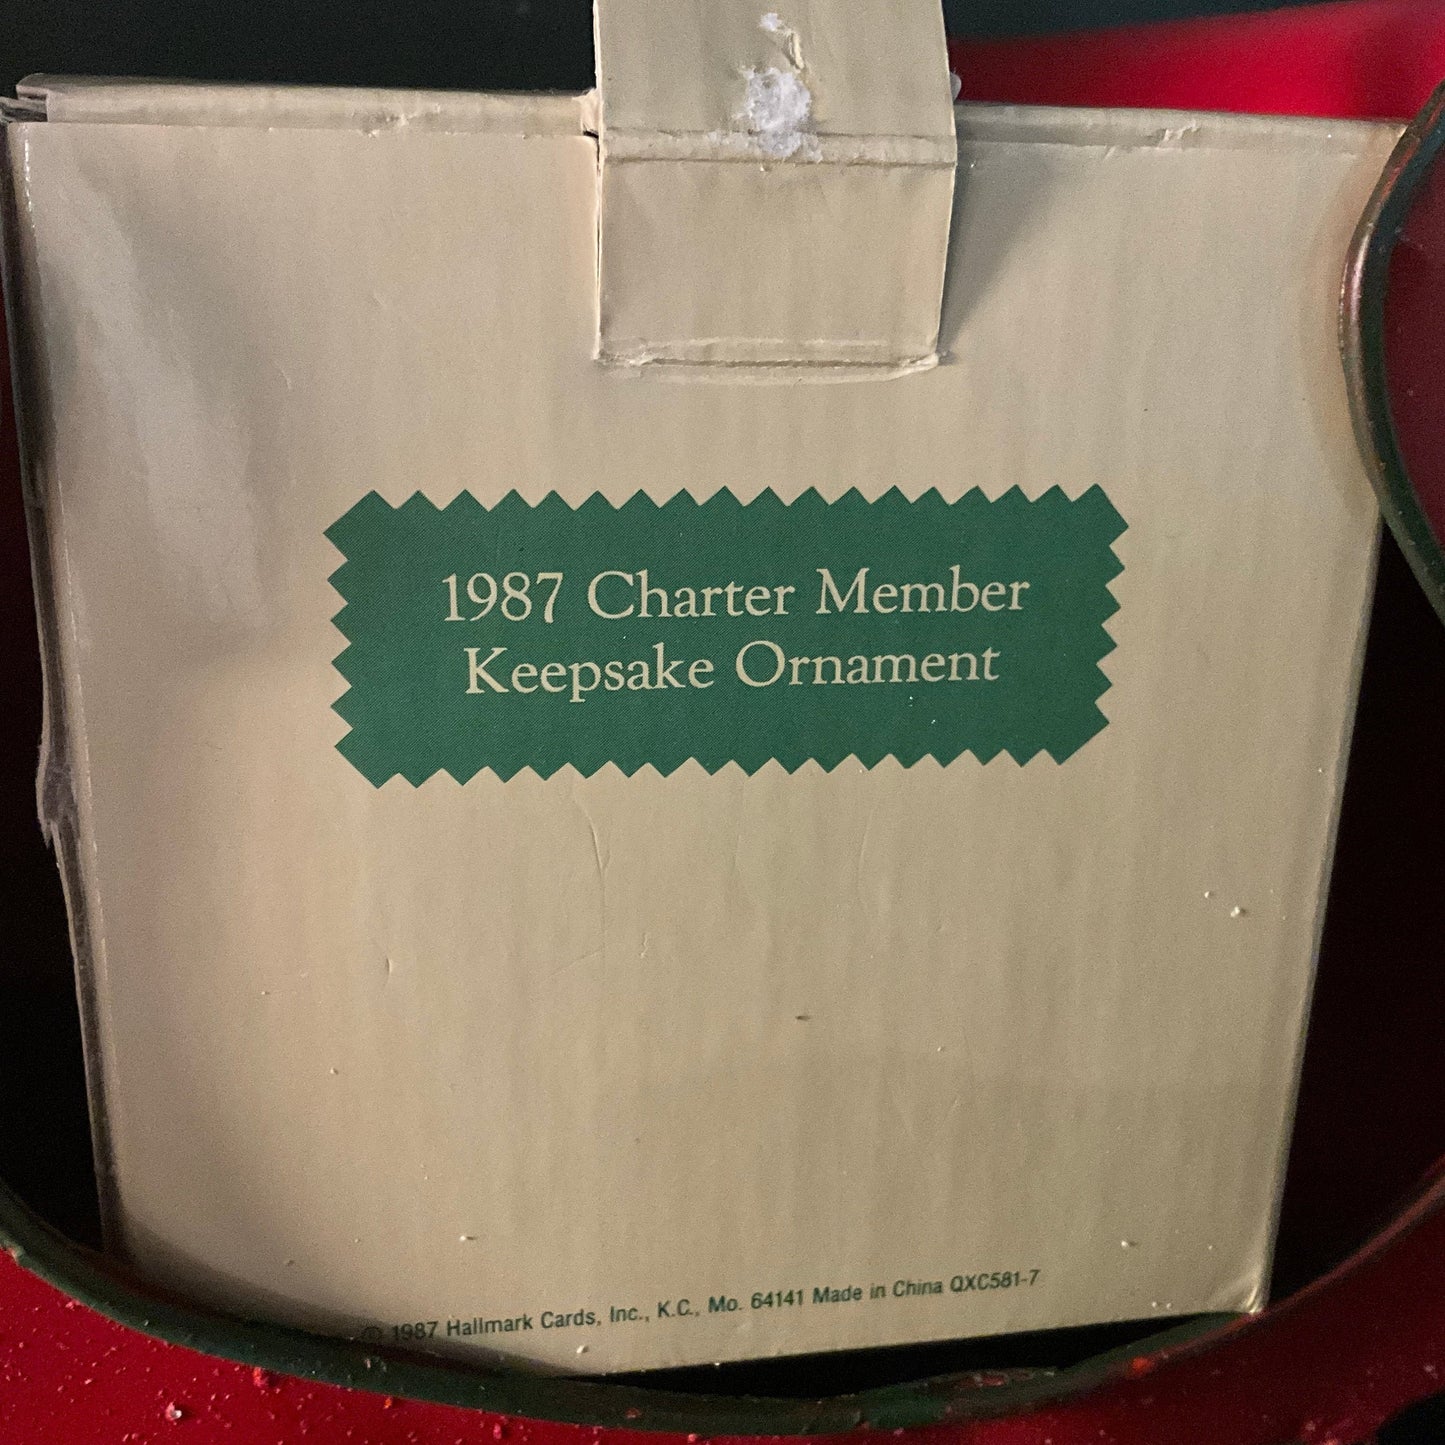 1987 Charter Member
Keepsake Ornament
© 1987 Hallmark Cards, Inc., K.C., Mo. 64141 Made in China QXC581-7